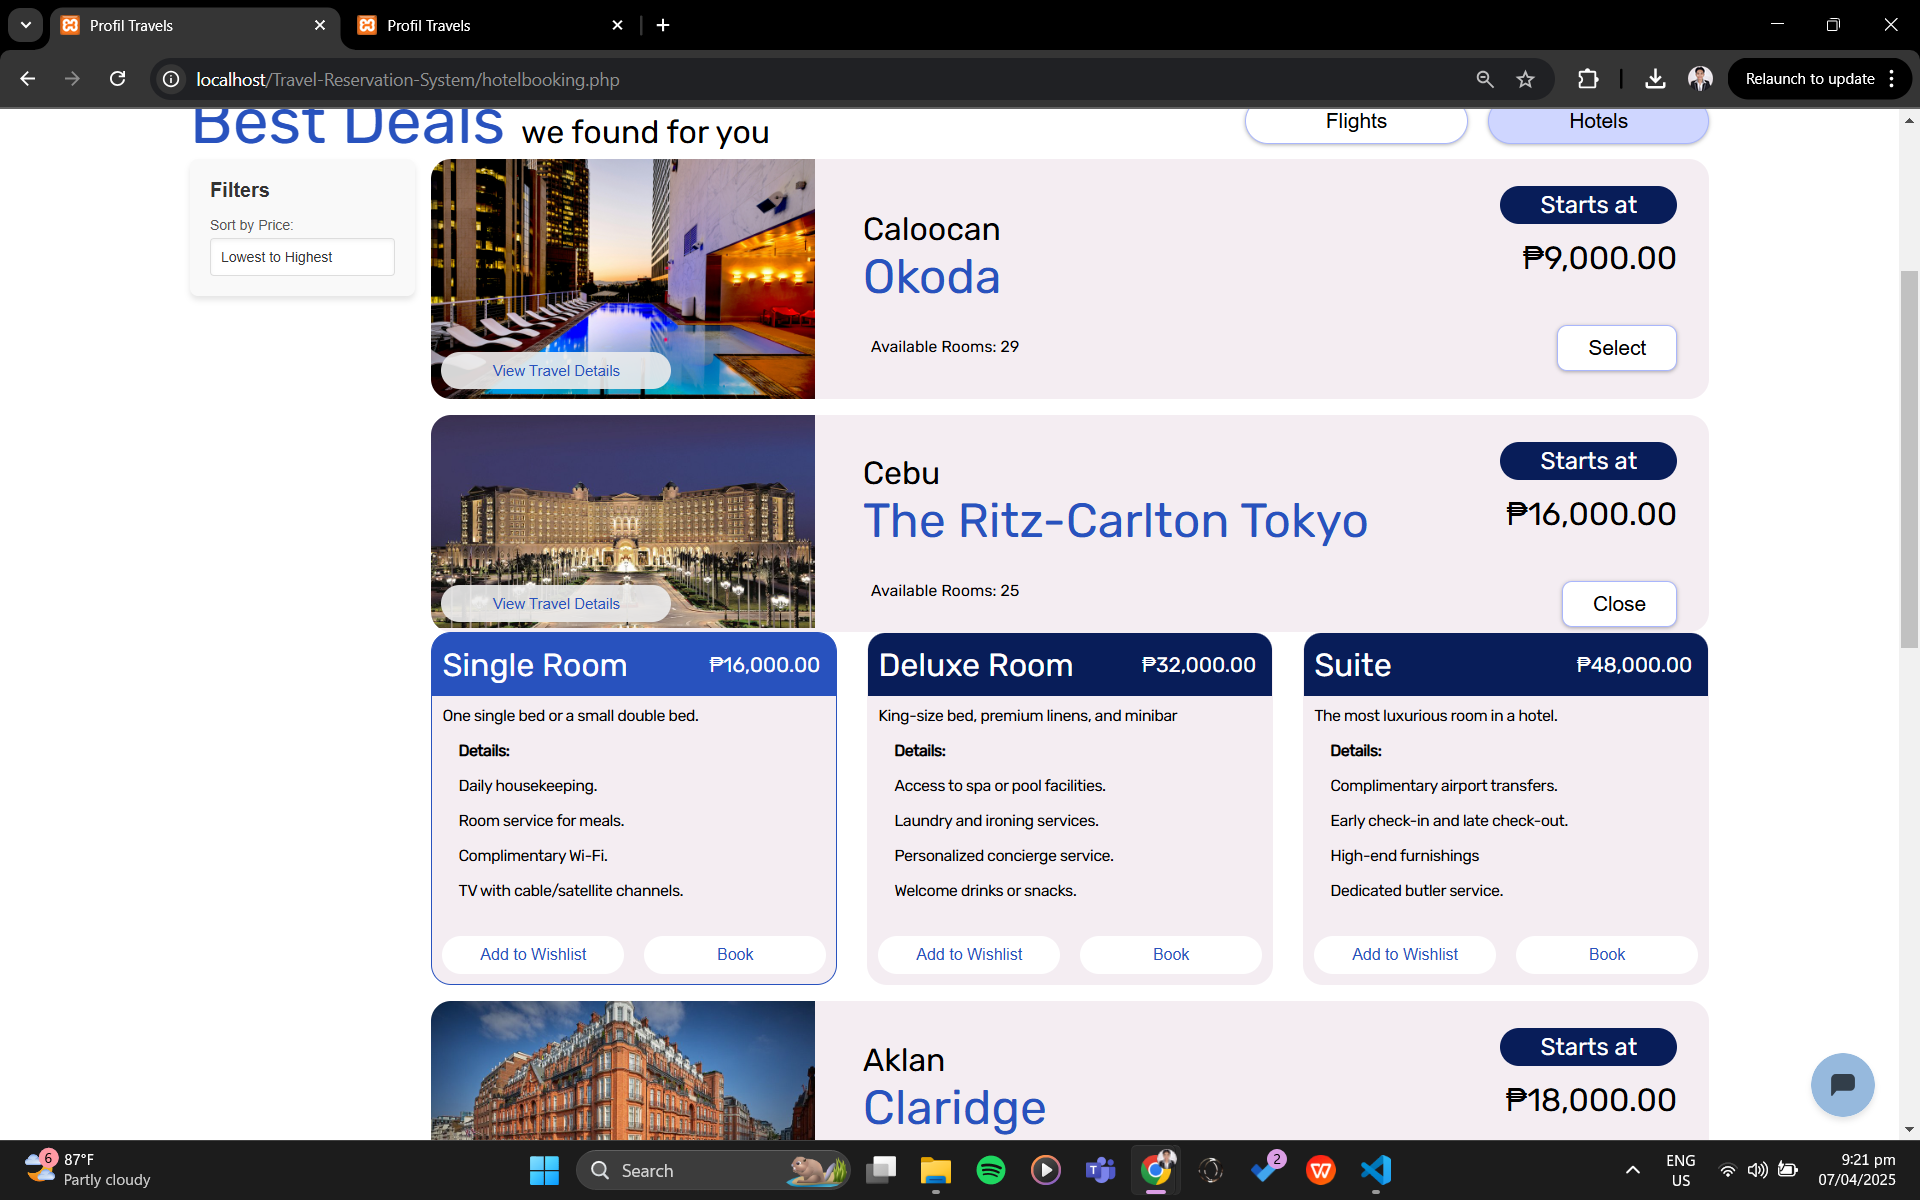 Profil Travels
Profil Travels
localhost/Travel-Reservation-System/hotelbooking.php
Relaunch to update
Best Deals we found for you
Flights
Hotels
Filters
Sort by Price:
Lowest to Highest
Caloocan
Okoda
Available Rooms: 29
View Travel Details
Starts at
₱9,000.00
Select
Cebu
The Ritz-Carlton Tokyo
Available Rooms: 25
View Travel Details
Starts at
₱16,000.00
Close
Single Room ₱16,000.00
One single bed or a small double bed.
Details:
Daily housekeeping.
Room service for meals.
Complimentary Wi-Fi.
TV with cable/satellite channels.
Add to Wishlist
Book
Deluxe Room ₱32,000.00
King-size bed, premium linens, and minibar
Details:
Access to spa or pool facilities.
Laundry and ironing services.
Personalized concierge service.
Welcome drinks or snacks.
Add to Wishlist
Book
Suite ₱48,000.00
The most luxurious room in a hotel.
Details:
Complimentary airport transfers.
Early check-in and late check-out.
High-end furnishings
Dedicated butler service.
Add to Wishlist
Book
Aklan
Claridge
Starts at
₱18,000.00
6
87°F
Partly cloudy
Search
2
ENG
US
9:21 pm
07/04/2025